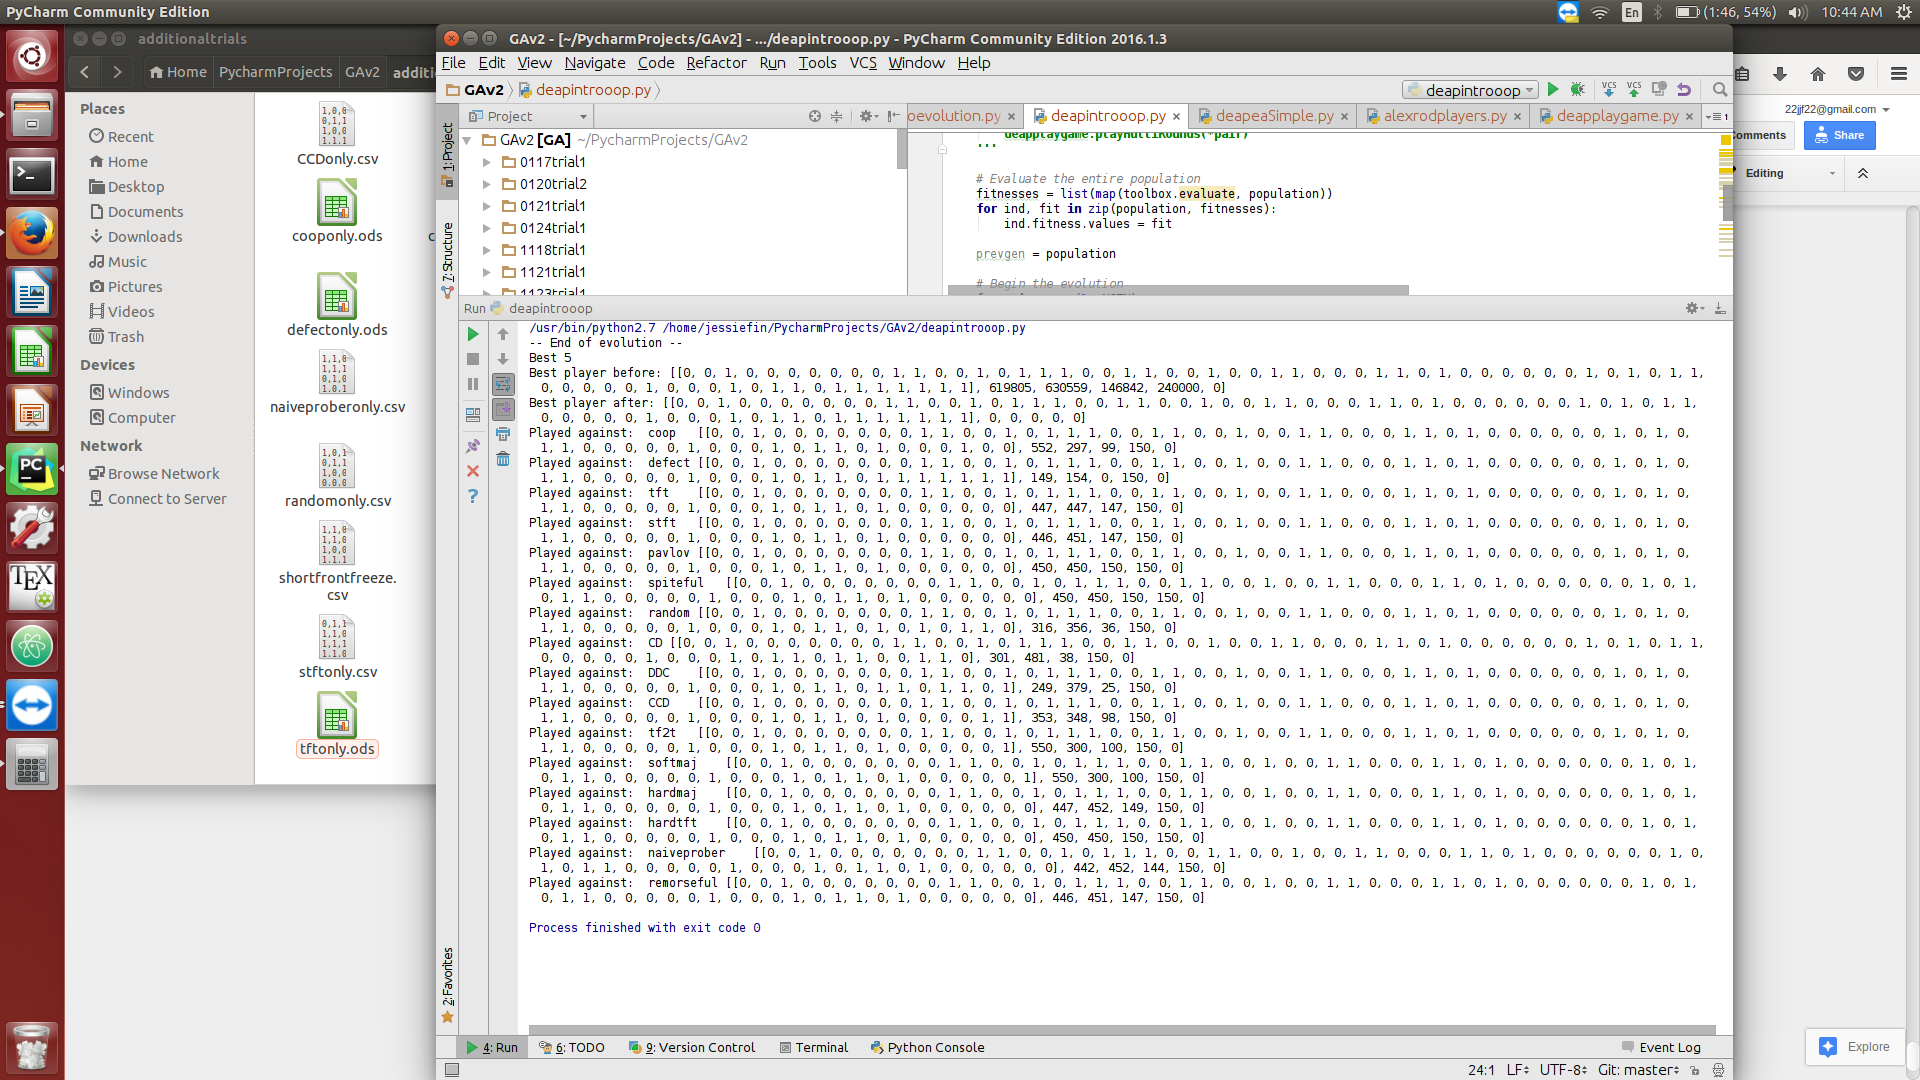 PyCharm Community Edition
En
(1:46, 54%)
10:44 AM
additionaltrials
Home
PycharmProjects
GAv2
Places
Recent
Home
Desktop
Documents
Downloads
Music
Pictures
Videos
Trash
Devices
Windows
Computer
Network
Browse Network
Connect to Server
CCDonly.csv
cooponly.ods
defectonly.ods
naiveproberonly.csv
randomonly.csv
shortfrontfreeze.
csv
stftonly.csv
tftonly.ods
GAv2 - [~/PycharmProjects/GAv2] - .../deapintrooop.py - PyCharm Community Edition 2016.1.3
File Edit View Navigate Code Refactor Run Tools VCS Window Help
GAv2
deapintrooop.py
deapintrooop
Project
oevolution.py
deapintrooop.py
deapeaSimple.py
alexrodplayers.py
deapplaygame.py
1: Project
7: Structure
2: Favorites
GAv2 [GA] ~/PycharmProjects/GAv2
0117trial1
0120trial2
0121trial1
0124trial1
1118trial1
1121trial1
1123trial1
deapplaygame.playMultiRounds(*pair)
'''
# Evaluate the entire population
fitnesses = list(map(toolbox.evaluate, population))
for ind, fit in zip(population, fitnesses):
ind.fitness.values = fit
prevgen = population
# Begin the evolution
22jjf22@gmail.com
omments
Share
Editing
Run deapintrooop
/usr/bin/python2.7 /home/jessiefin/PycharmProjects/GAv2/deapintrooop.py
-- End of evolution --
Best 5
Best player before: [[0, 0, 1, 0, 0, 0, 0, 0, 0, 0, 1, 1, 0, 0, 1, 0, 1, 1, 1, 0, 0, 1, 1, 0, 0, 1, 0, 0, 1, 1, 0, 0, 0, 1, 1, 0, 1, 0, 0, 0, 0, 0, 0, 1, 0, 1, 0, 1, 1,
0, 0, 0, 0, 0, 1, 0, 0, 0, 1, 0, 1, 1, 0, 1, 1, 1, 1, 1, 1, 1], 619805, 630559, 146842, 240000, 0]
Best player after: [[0, 0, 1, 0, 0, 0, 0, 0, 0, 0, 1, 1, 0, 0, 1, 0, 1, 1, 1, 0, 0, 1, 1, 0, 0, 1, 0, 0, 1, 1, 0, 0, 0, 1, 1, 0, 1, 0, 0, 0, 0, 0, 0, 1, 0, 1, 0, 1, 1,
0, 0, 0, 0, 0, 1, 0, 0, 0, 1, 0, 1, 1, 0, 1, 1, 1, 1, 1, 1, 1], 0, 0, 0, 0, 0]
Played against: coop [[0, 0, 1, 0, 0, 0, 0, 0, 0, 0, 1, 1, 0, 0, 1, 0, 1, 1, 1, 0, 0, 1, 1, 0, 0, 1, 0, 0, 1, 1, 0, 0, 0, 1, 1, 0, 1, 0, 0, 0, 0, 0, 0, 1, 0, 1, 0,
1, 1, 0, 0, 0, 0, 0, 1, 0, 0, 0, 1, 0, 1, 1, 0, 1, 0, 0, 0, 1, 0, 0], 552, 297, 99, 150, 0]
Played against: defect [[0, 0, 1, 0, 0, 0, 0, 0, 0, 0, 1, 1, 0, 0, 1, 0, 1, 1, 1, 0, 0, 1, 1, 0, 0, 1, 0, 0, 1, 1, 0, 0, 0, 1, 1, 0, 1, 0, 0, 0, 0, 0, 0, 1, 0, 1, 0,
1, 1, 0, 0, 0, 0, 0, 1, 0, 0, 0, 1, 0, 1, 1, 0, 1, 1, 1, 1, 1, 1, 1], 149, 154, 0, 150, 0]
Played against: tft [[0, 0, 1, 0, 0, 0, 0, 0, 0, 0, 1, 1, 0, 0, 1, 0, 1, 1, 1, 0, 0, 1, 1, 0, 0, 1, 0, 0, 1, 1, 0, 0, 0, 1, 1, 0, 1, 0, 0, 0, 0, 0, 0, 1, 0, 1, 0,
1, 1, 0, 0, 0, 0, 0, 1, 0, 0, 0, 1, 0, 1, 1, 0, 1, 0, 0, 0, 0, 0, 0], 447, 447, 147, 150, 0]
Played against: stft [[0, 0, 1, 0, 0, 0, 0, 0, 0, 0, 1, 1, 0, 0, 1, 0, 1, 1, 1, 0, 0, 1, 1, 0, 0, 1, 0, 0, 1, 1, 0, 0, 0, 1, 1, 0, 1, 0, 0, 0, 0, 0, 0, 1, 0, 1, 0,
1, 1, 0, 0, 0, 0, 0, 1, 0, 0, 0, 1, 0, 1, 1, 0, 1, 0, 0, 0, 0, 0, 0], 446, 451, 147, 150, 0]
Played against: pavlov [[0, 0, 1, 0, 0, 0, 0, 0, 0, 0, 1, 1, 0, 0, 1, 0, 1, 1, 1, 0, 0, 1, 1, 0, 0, 1, 0, 0, 1, 1, 0, 0, 0, 1, 1, 0, 1, 0, 0, 0, 0, 0, 0, 1, 0, 1, 0,
1, 1, 0, 0, 0, 0, 0, 1, 0, 0, 0, 1, 0, 1, 1, 0, 1, 0, 0, 0, 0, 0, 0], 450, 450, 150, 150, 0]
Played against: spiteful [[0, 0, 1, 0, 0, 0, 0, 0, 0, 0, 1, 1, 0, 0, 1, 0, 1, 1, 1, 0, 0, 1, 1, 0, 0, 1, 0, 0, 1, 1, 0, 0, 0, 1, 1, 0, 1, 0, 0, 0, 0, 0, 0, 1, 0, 1,
0, 1, 1, 0, 0, 0, 0, 0, 1, 0, 0, 0, 1, 0, 1, 1, 0, 1, 0, 0, 0, 0, 0, 0], 450, 450, 150, 150, 0]
Played against: random [[0, 0, 1, 0, 0, 0, 0, 0, 0, 0, 1, 1, 0, 0, 1, 0, 1, 1, 1, 0, 0, 1, 1, 0, 0, 1, 0, 0, 1, 1, 0, 0, 0, 1, 1, 0, 1, 0, 0, 0, 0, 0, 0, 1, 0, 1, 0,
1, 1, 0, 0, 0, 0, 0, 1, 0, 0, 0, 1, 0, 1, 1, 0, 1, 0, 1, 0, 1, 1, 0], 316, 356, 36, 150, 0]
Played against: CD [[0, 0, 1, 0, 0, 0, 0, 0, 0, 0, 1, 1, 0, 0, 1, 0, 1, 1, 1, 0, 0, 1, 1, 0, 0, 1, 0, 0, 1, 1, 0, 0, 0, 1, 1, 0, 1, 0, 0, 0, 0, 0, 0, 1, 0, 1, 0, 1, 1,
0, 0, 0, 0, 0, 1, 0, 0, 0, 1, 0, 1, 1, 0, 1, 1, 0, 0, 1, 1, 0], 301, 481, 38, 150, 0]
Played against: DDC [[0, 0, 1, 0, 0, 0, 0, 0, 0, 0, 1, 1, 0, 0, 1, 0, 1, 1, 1, 0, 0, 1, 1, 0, 0, 1, 0, 0, 1, 1, 0, 0, 0, 1, 1, 0, 1, 0, 0, 0, 0, 0, 0, 1, 0, 1, 0,
1, 1, 0, 0, 0, 0, 0, 1, 0, 0, 0, 1, 0, 1, 1, 0, 1, 1, 0, 1, 1, 0, 1], 249, 379, 25, 150, 0]
Played against: CCD [[0, 0, 1, 0, 0, 0, 0, 0, 0, 0, 1, 1, 0, 0, 1, 0, 1, 1, 1, 0, 0, 1, 1, 0, 0, 1, 0, 0, 1, 1, 0, 0, 0, 1, 1, 0, 1, 0, 0, 0, 0, 0, 0, 1, 0, 1, 0,
1, 1, 0, 0, 0, 0, 0, 1, 0, 0, 0, 1, 0, 1, 1, 0, 1, 0, 0, 0, 0, 1, 1], 353, 348, 98, 150, 0]
Played against: tf2t [[0, 0, 1, 0, 0, 0, 0, 0, 0, 0, 1, 1, 0, 0, 1, 0, 1, 1, 1, 0, 0, 1, 1, 0, 0, 1, 0, 0, 1, 1, 0, 0, 0, 1, 1, 0, 1, 0, 0, 0, 0, 0, 0, 1, 0, 1, 0,
1, 1, 0, 0, 0, 0, 0, 1, 0, 0, 0, 1, 0, 1, 1, 0, 1, 0, 0, 0, 0, 0, 1], 550, 300, 100, 150, 0]
Played against: softmaj [[0, 0, 1, 0, 0, 0, 0, 0, 0, 0, 1, 1, 0, 0, 1, 0, 1, 1, 1, 0, 0, 1, 1, 0, 0, 1, 0, 0, 1, 1, 0, 0, 0, 1, 1, 0, 1, 0, 0, 0, 0, 0, 0, 1, 0, 1,
0, 1, 1, 0, 0, 0, 0, 0, 1, 0, 0, 0, 1, 0, 1, 1, 0, 1, 0, 0, 0, 0, 0, 1], 550, 300, 100, 150, 0]
Played against: hardmaj [[0, 0, 1, 0, 0, 0, 0, 0, 0, 0, 1, 1, 0, 0, 1, 0, 1, 1, 1, 0, 0, 1, 1, 0, 0, 1, 0, 0, 1, 1, 0, 0, 0, 1, 1, 0, 1, 0, 0, 0, 0, 0, 0, 1, 0, 1,
0, 1, 1, 0, 0, 0, 0, 0, 1, 0, 0, 0, 1, 0, 1, 1, 0, 1, 0, 0, 0, 0, 0, 0], 447, 452, 149, 150, 0]
Played against: hardtft [[0, 0, 1, 0, 0, 0, 0, 0, 0, 0, 1, 1, 0, 0, 1, 0, 1, 1, 1, 0, 0, 1, 1, 0, 0, 1, 0, 0, 1, 1, 0, 0, 0, 1, 1, 0, 1, 0, 0, 0, 0, 0, 0, 1, 0, 1,
0, 1, 1, 0, 0, 0, 0, 0, 1, 0, 0, 0, 1, 0, 1, 1, 0, 1, 0, 0, 0, 0, 0, 0], 450, 450, 150, 150, 0]
Played against: naiveprober [[0, 0, 1, 0, 0, 0, 0, 0, 0, 0, 1, 1, 0, 0, 1, 0, 1, 1, 1, 0, 0, 1, 1, 0, 0, 1, 0, 0, 1, 1, 0, 0, 0, 1, 1, 0, 1, 0, 0, 0, 0, 0, 0, 1, 0,
1, 0, 1, 1, 0, 0, 0, 0, 0, 1, 0, 0, 0, 1, 0, 1, 1, 0, 1, 0, 0, 0, 0, 0, 0], 442, 452, 144, 150, 0]
Played against: remorseful [[0, 0, 1, 0, 0, 0, 0, 0, 0, 0, 1, 1, 0, 0, 1, 0, 1, 1, 1, 0, 0, 1, 1, 0, 0, 1, 0, 0, 1, 1, 0, 0, 0, 1, 1, 0, 1, 0, 0, 0, 0, 0, 0, 1, 0, 1,
0, 1, 1, 0, 0, 0, 0, 0, 1, 0, 0, 0, 1, 0, 1, 1, 0, 1, 0, 0, 0, 0, 0, 0], 446, 451, 147, 150, 0]
Process finished with exit code 0
4: Run
6: TODO
9: Version Control
Terminal
Python Console
Event Log
24:1 LF UTF-8 Git: master
Explore